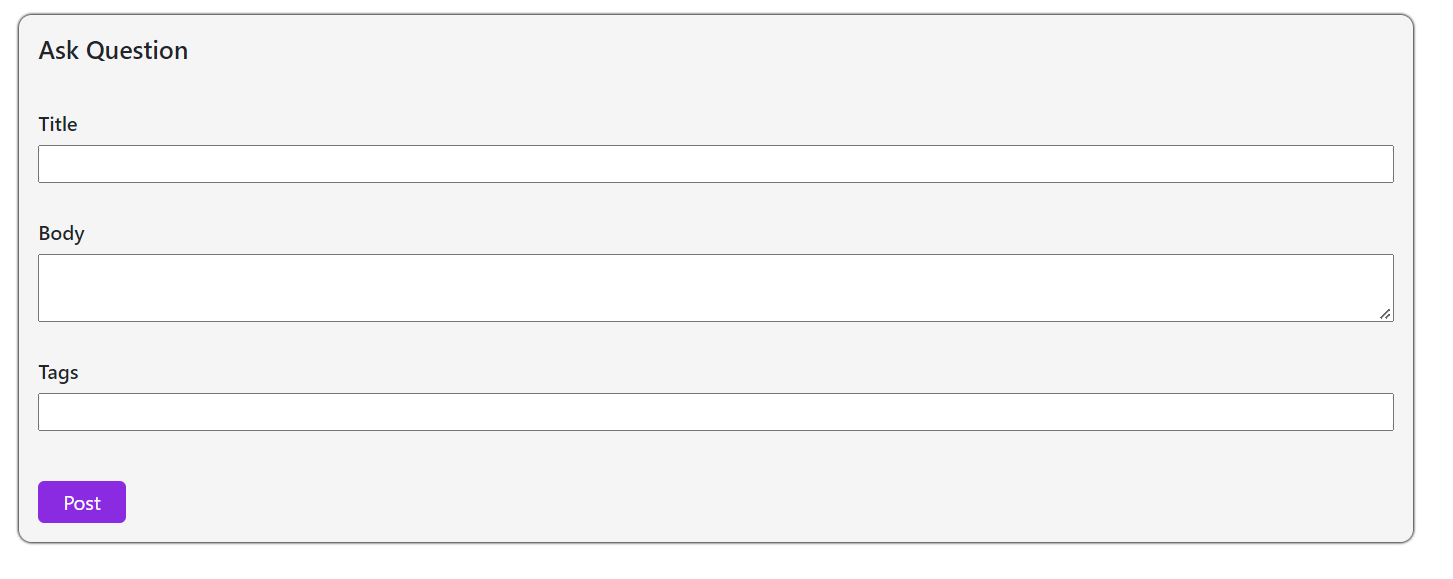 Ask Question
Title
Body
Tags
Post